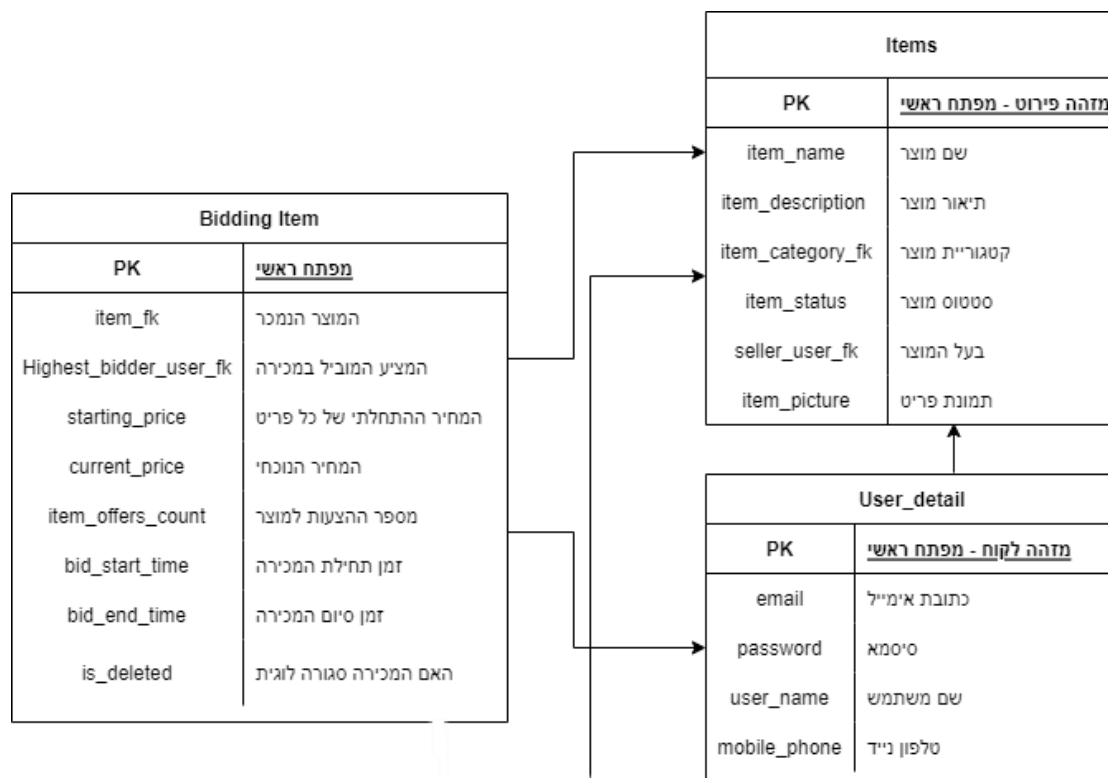 Items
PK מזהה פירוט - מפתח ראשי
item_name שם מוצר
item_description תיאור מוצר
item_category_fk קטגוריית מוצר
item_status סטטוס מוצר
seller_user_fk בעל המוצר
item_picture תמונת פריט
Bidding Item
PK מפתח ראשי
item_fk המוצר הנמכר
Highest_bidder_user_fk המציע המוביל במכירה
starting_price המחיר ההתחלתי של כל פריט
current_price המחיר הנוכחי
item_offers_count מספר ההצעות למוצר
bid_start_time זמן תחילת המכירה
bid_end_time זמן סיום המכירה
is_deleted האם המכירה סגורה לוגית
User_detail
PK מזהה לקוח - מפתח ראשי
email כתובת אימייל
password סיסמא
user_name שם משתמש
mobile_phone טלפון נייד